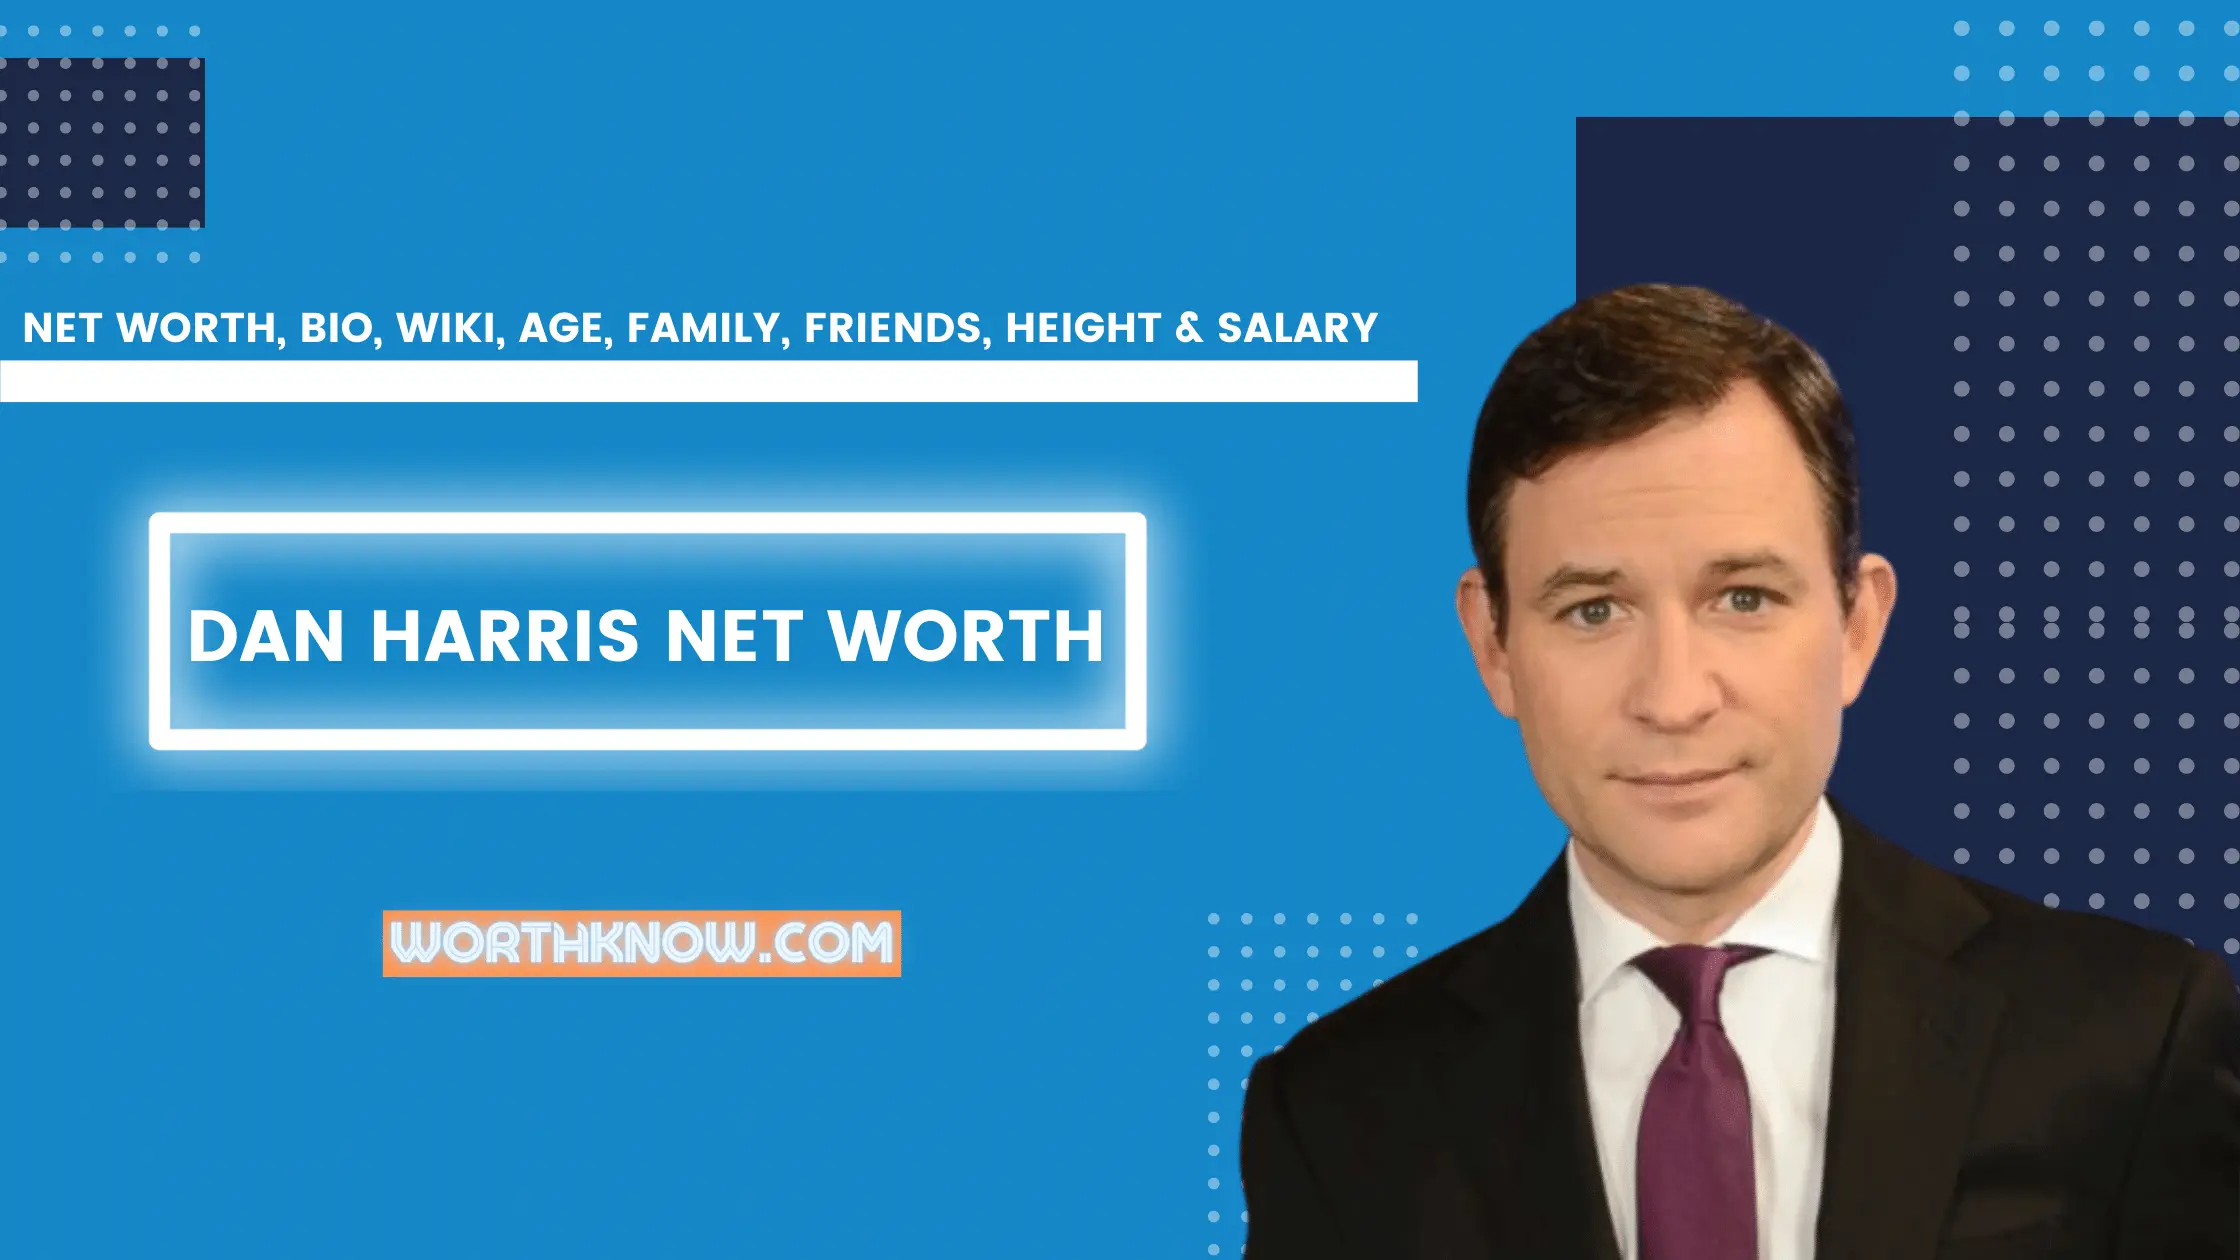 NET WORTH, BIO, WIKI, AGE, FAMILY, FRIENDS, HEIGHT & SALARY
DAN HARRIS NET WORTH
WORTHKNOW.COM